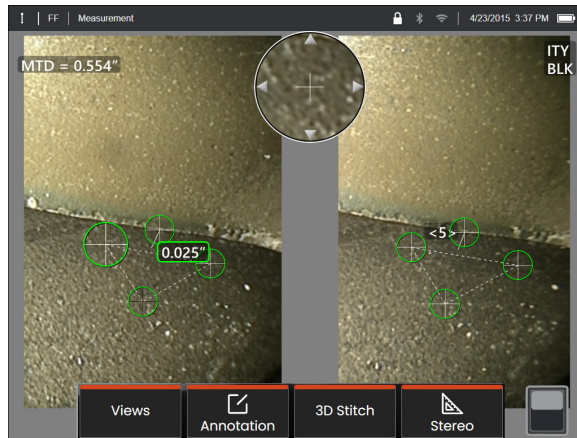 FF Measurement 4/23/2015 3:37 PM
MTD = 0.554"
ITY
BLK
0.025"
<5>
Views
Annotation
3D Stitch
Stereo